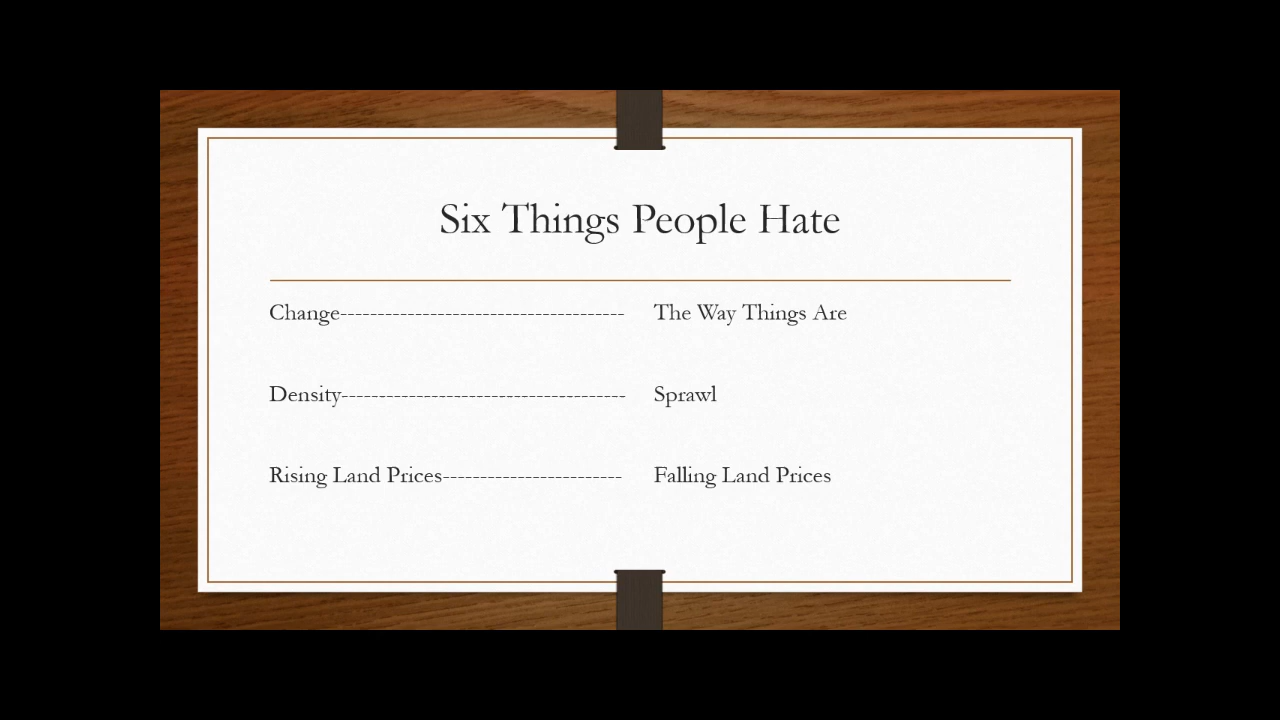 Six Things People Hate
Change-------------------------------------- The Way Things Are
Density-------------------------------------- Sprawl
Rising Land Prices------------------------ Falling Land Prices